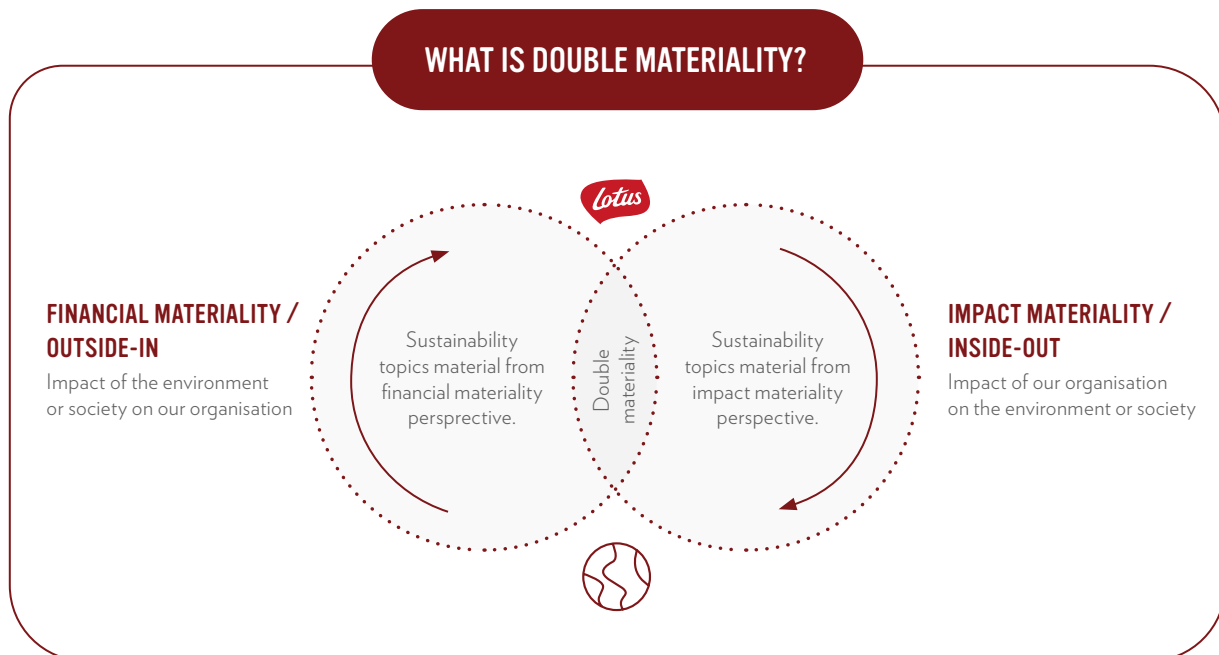 WHAT IS DOUBLE MATERIALITY?
Lotus
FINANCIAL MATERIALITY /
OUTSIDE-IN
Impact of the environment
or society on our organisation
Sustainability
topics material from
financial materiality
persprective.
Double
materiality
Sustainability
topics material from
impact materiality
perspective.
IMPACT MATERIALITY /
INSIDE-OUT
Impact of our organisation
on the environment or society